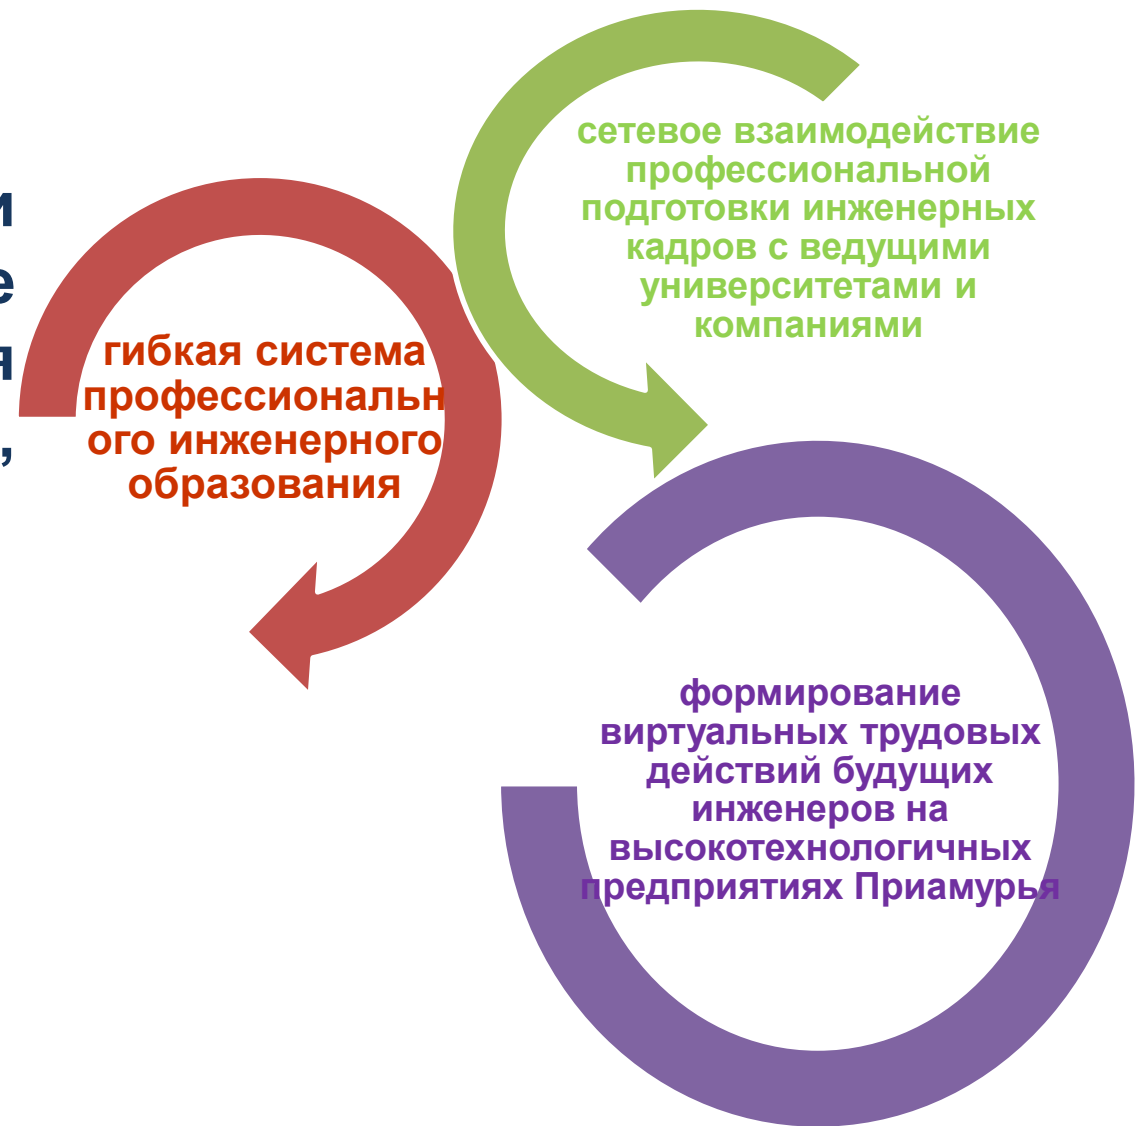 сетевое взаимодействие
профессиональной
подготовки инженерных
кадров с ведущими
университетами и
компаниями
и
е
я
,
гибкая система
профессиональн
ого инженерного
образования
формирование
виртуальных трудовых
действий будущих
инженеров на
высокотехнологичных
предприятиях Приамурья